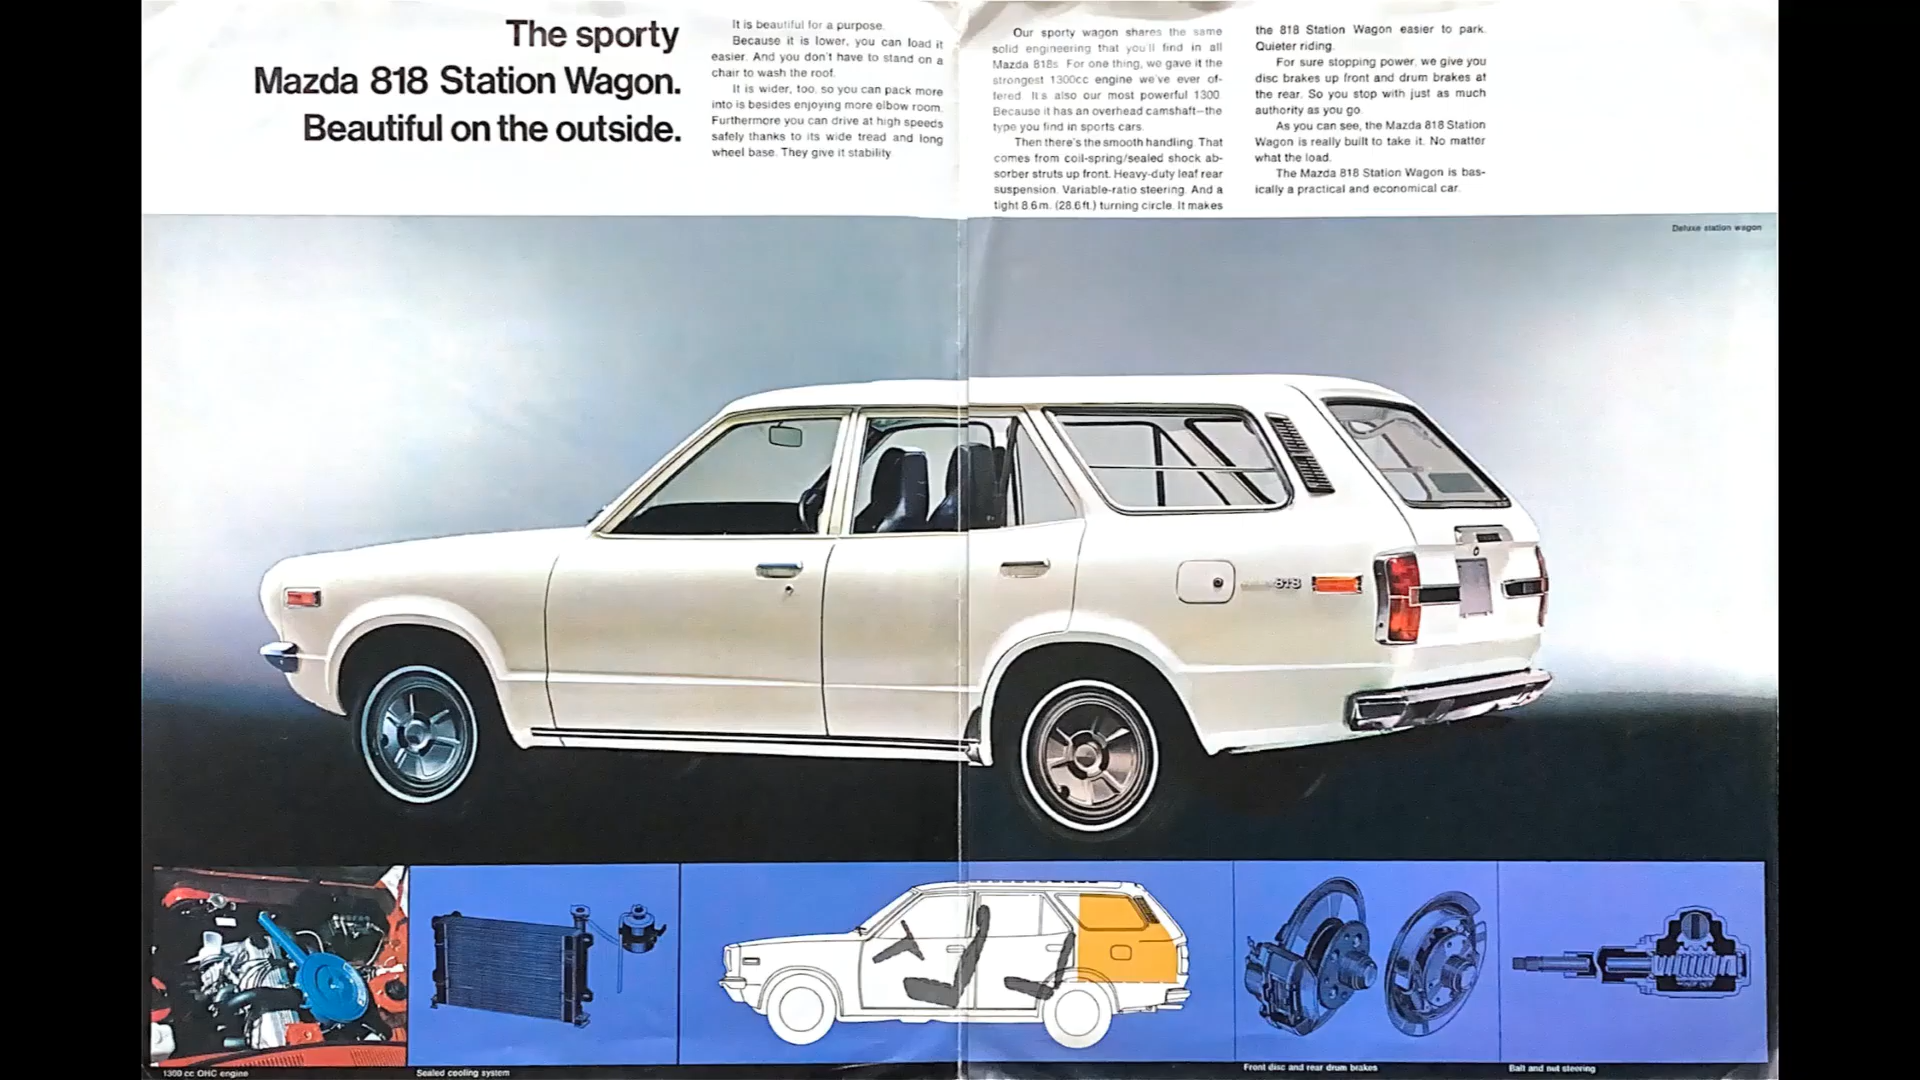 The sporty
Mazda 818 Station Wagon.
Beautiful on the outside.
It is beautiful for a purpose.
Because it is lower, you can load it
easier. And you don't have to stand on a
chair to wash the roof.
It is wider, too, so you can pack more
into is besides enjoying more elbow room.
Furthermore you can drive at high speeds
safely thanks to its wide tread and long
wheel base. They give it stability.
Our sporty wagon shares the same
solid engineering that you'll find in all
Mazda 818s. For one thing, we gave it the
strongest 1300cc engine we've ever of-
fered. It's also our most powerful 1300.
Because it has an overhead camshaft—the
type you find in sports cars.
Then there's the smooth handling. That
comes from coil-spring/sealed shock ab-
sorber struts up front. Heavy-duty leaf rear
suspension. Variable-ratio steering. And a
tight 8.6m. (28.6ft.) turning circle. It makes
the 818 Station Wagon easier to park.
Quieter riding.
For sure stopping power, we give you
disc brakes up front and drum brakes at
the rear. So you stop with just as much
authority as you go.
As you can see, the Mazda 818 Station
Wagon is really built to take it. No matter
what the load.
The Mazda 818 Station Wagon is bas-
ically a practical and economical car.
Deluxe station wagon
818
1300 cc OHC engine
Sealed cooling system
Front disc and rear drum brakes
Ball and nut steering